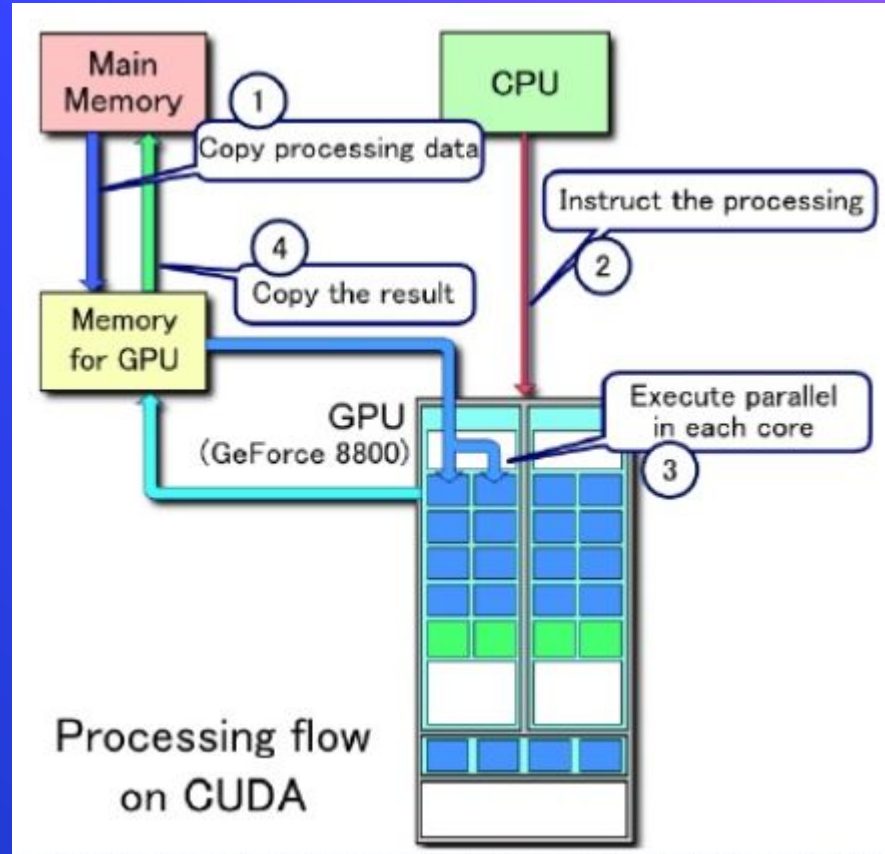 Main
Memory
CPU
1
Copy processing data
Instruct the processing
2
4
Copy the result
Memory
for GPU
GPU
(GeForce 8800)
Execute parallel
in each core
3
Processing flow
on CUDA